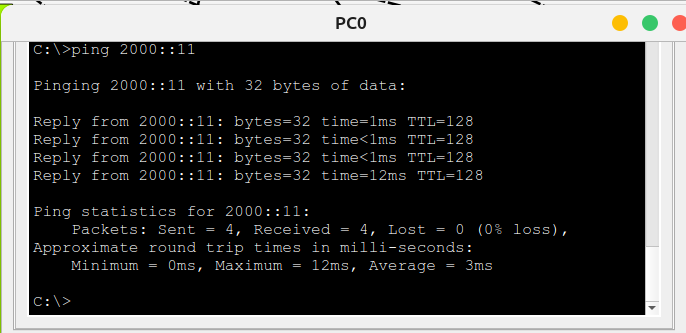 PC0
C:\>ping 2000::11
Pinging 2000::11 with 32 bytes of data:
Reply from 2000::11: bytes=32 time=1ms TTL=128
Reply from 2000::11: bytes=32 time<1ms TTL=128
Reply from 2000::11: bytes=32 time<1ms TTL=128
Reply from 2000::11: bytes=32 time=12ms TTL=128
Ping statistics for 2000::11:
    Packets: Sent = 4, Received = 4, Lost = 0 (0% loss),
Approximate round trip times in milli-seconds:
    Minimum = 0ms, Maximum = 12ms, Average = 3ms
C:\>